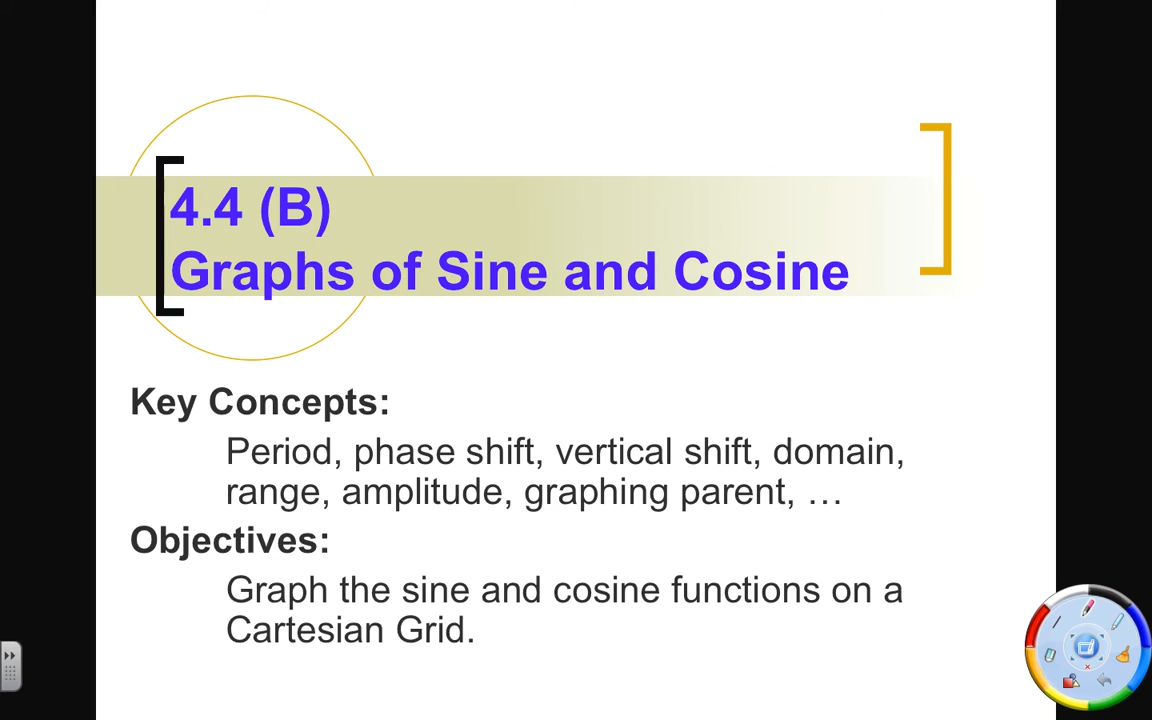 4.4 (B)
Graphs of Sine and Cosine
Key Concepts:
Period, phase shift, vertical shift, domain,
range, amplitude, graphing parent, …
Objectives:
Graph the sine and cosine functions on a
Cartesian Grid.